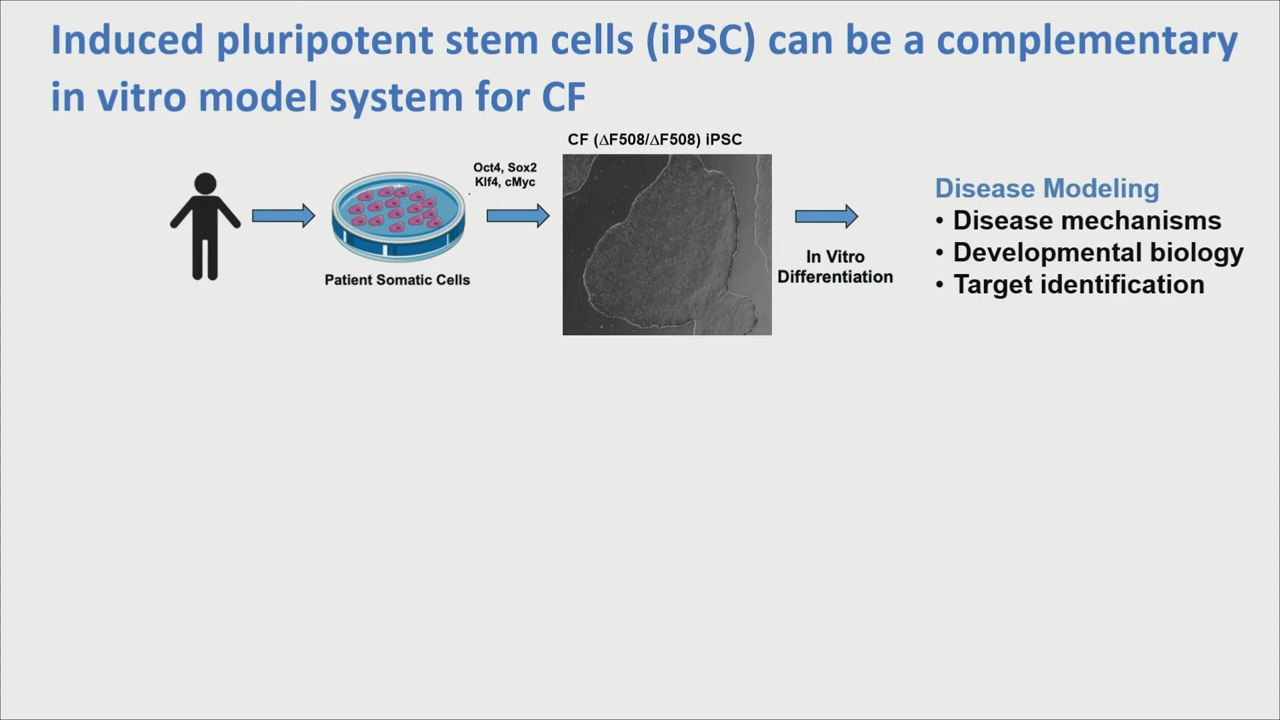 Induced pluripotent stem cells (iPSC) can be a complementary
in vitro model system for CF
CF (ΔF508/ΔF508) iPSC
Oct4, Sox2
Klf4, cMyc
Patient Somatic Cells
In Vitro
Differentiation
Disease Modeling
• Disease mechanisms
• Developmental biology
• Target identification